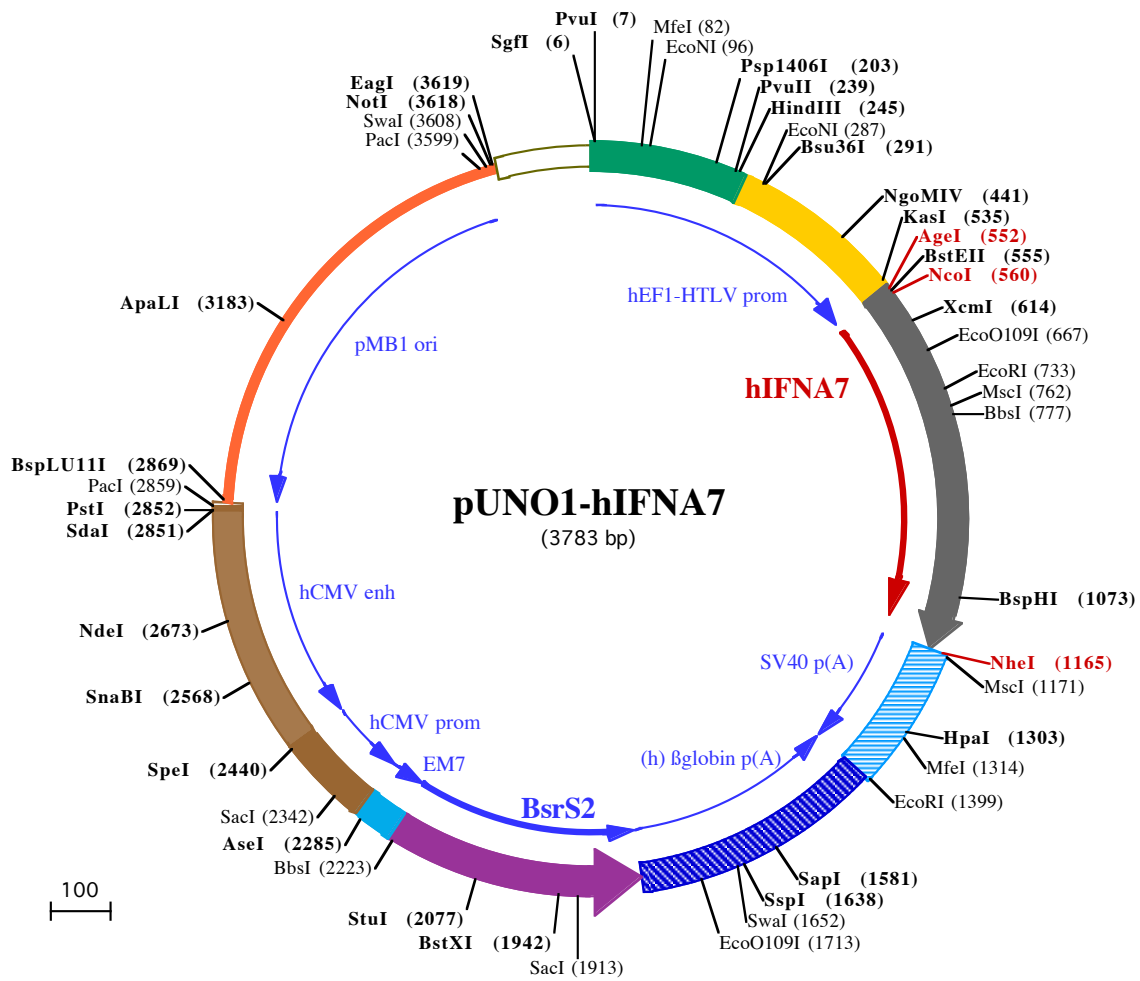 PvuI (7)
MfeI (82)
SgfI (6)
EcoNI (96)
Psp1406I (203)
EagI (3619)
PvuII (239)
NotI (3618)
HindIII (245)
SwaI (3608)
EcoNI (287)
PacI (3599)
Bsu36I (291)
NgoMIV (441)
KasI (535)
AgeI (552)
BstEII (555)
NcoI (560)
hEF1-HTLV prom
ApaLI (3183)
XcmI (614)
EcoO109I (667)
pMB1 ori
EcoRI (733)
hIFNA7
MscI (762)
BbsI (777)
BspLU11I (2869)
PacI (2859)
pUNO1-hIFNA7
PstI (2852)
SdaI (2851)
(3783 bp)
hCMV enh
BspHI (1073)
NdeI (2673)
SV40 p(A)
NheI (1165)
MscI (1171)
SnaBI (2568)
hCMV prom
HpaI (1303)
(h) ßglobin p(A)
EM7
SpeI (2440)
MfeI (1314)
EcoRI (1399)
BsrS2
SacI (2342)
AseI (2285)
BbsI (2223)
SapI (1581)
100
SspI (1638)
StuI (2077)
SwaI (1652)
BstXI (1942)
EcoO109I (1713)
SacI (1913)